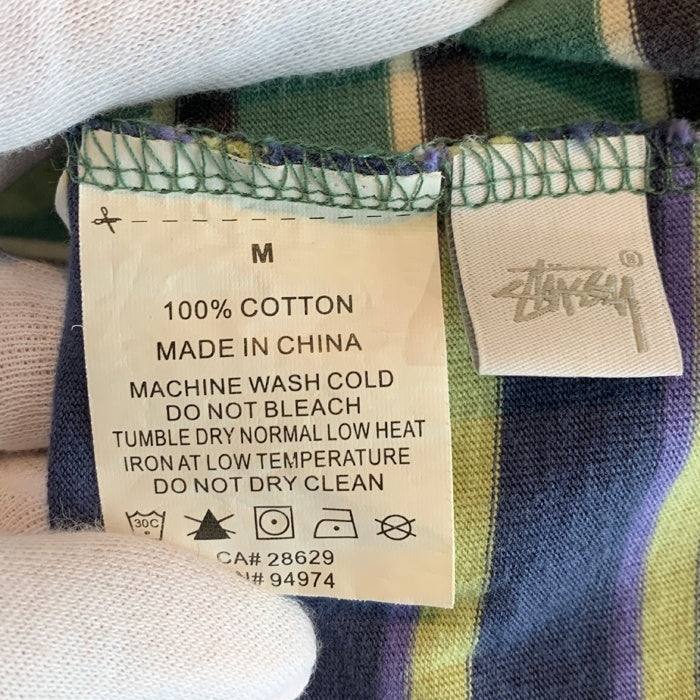 M
100% COTTON
MADE IN CHINA
MACHINE WASH COLD
DO NOT BLEACH
TUMBLE DRY NORMAL LOW HEAT
IRON AT LOW TEMPERATURE
DO NOT DRY CLEAN
30C
CA# 28629
N# 94974
STÜSSY ®